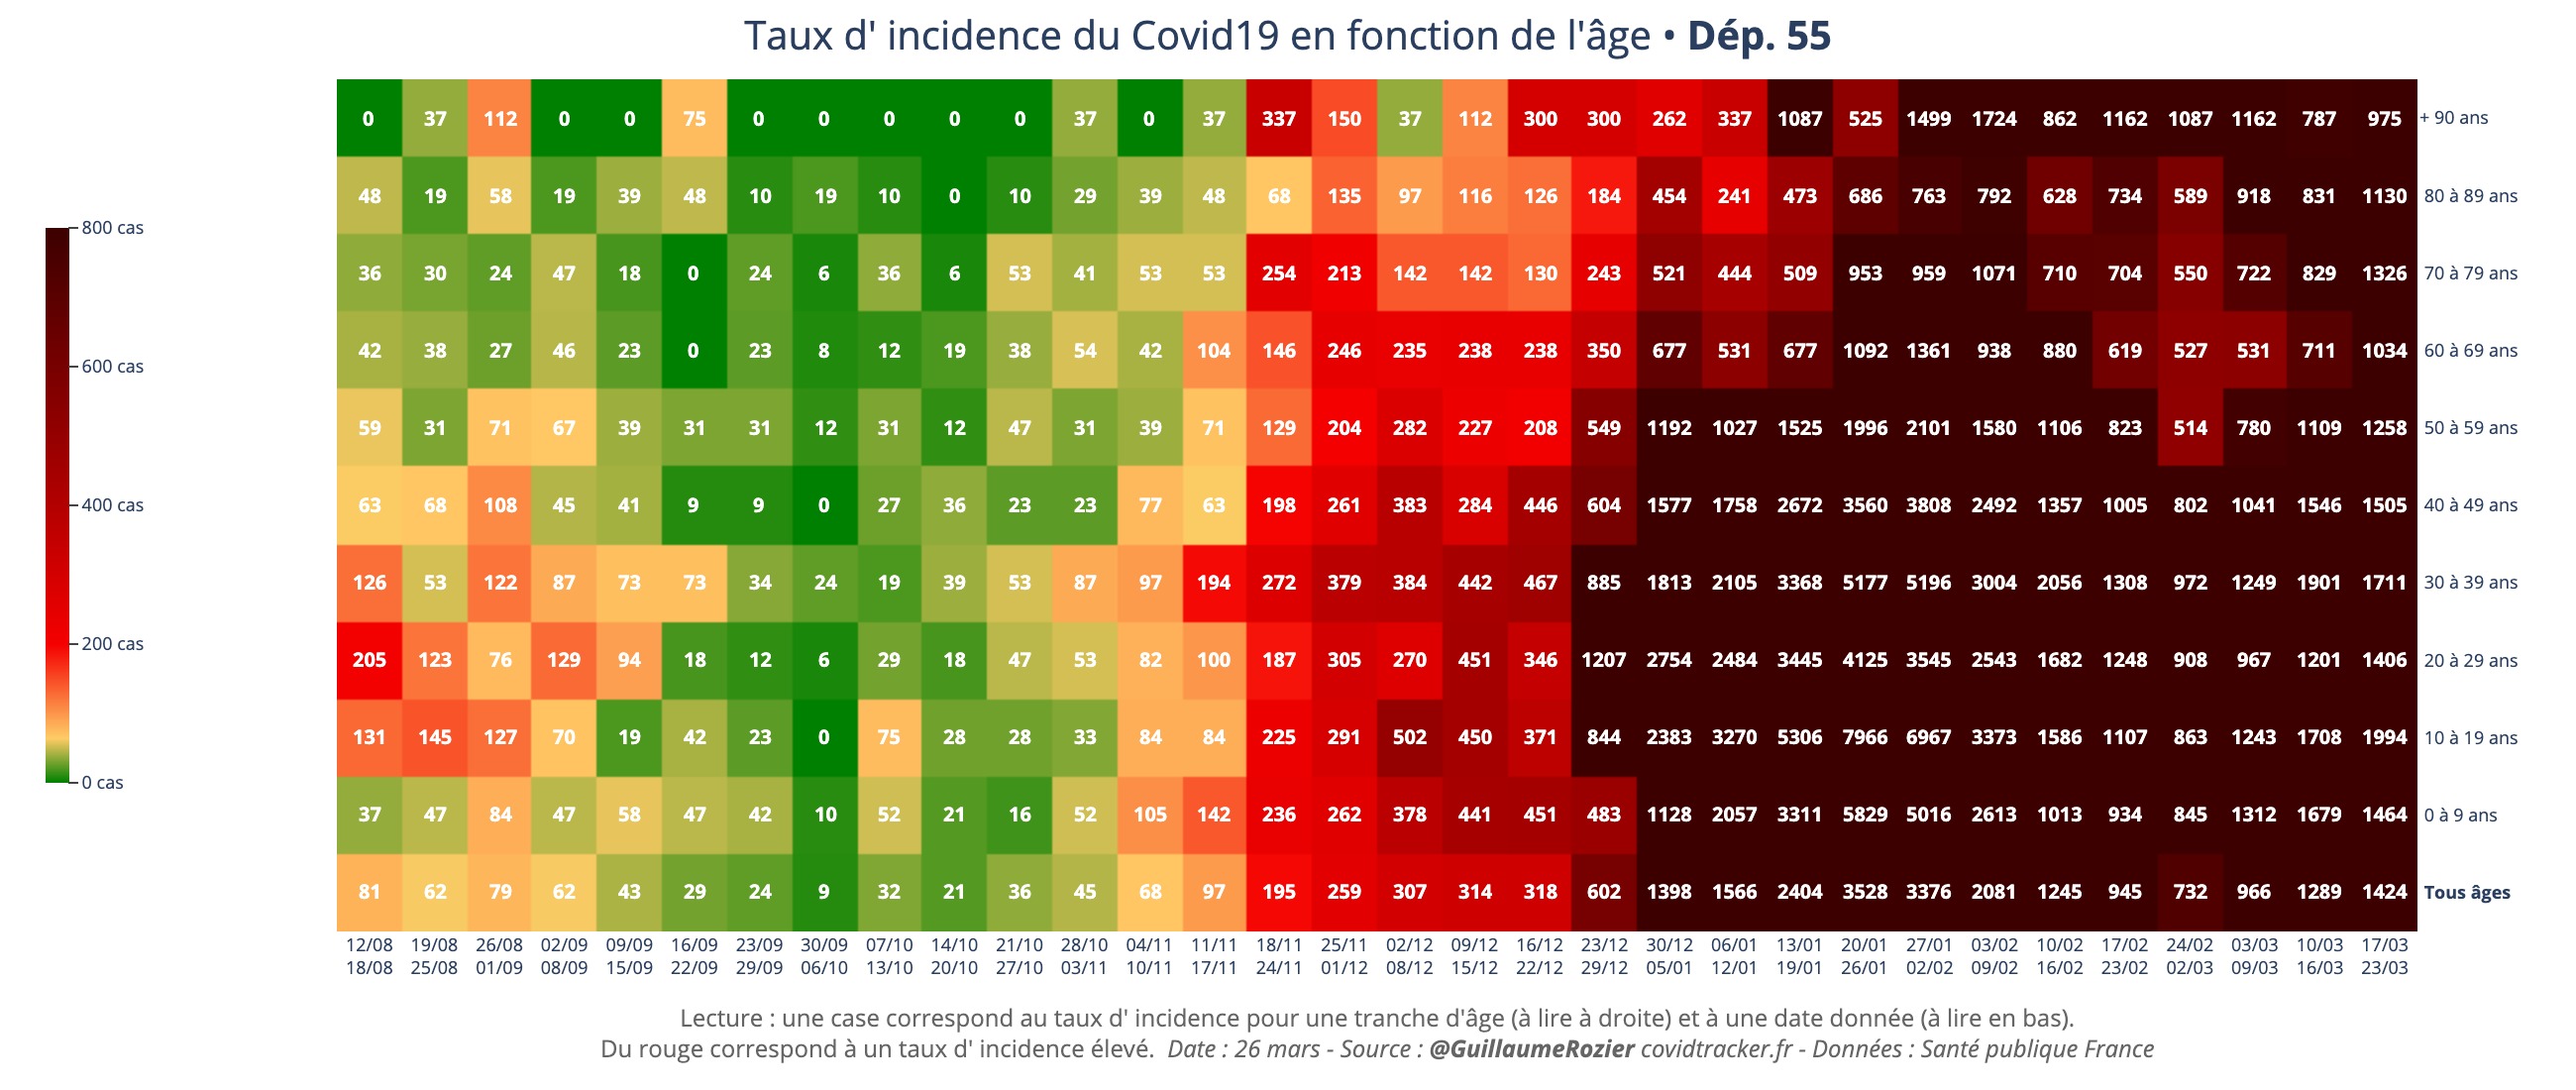 Taux d' incidence du Covid19 en fonction de l'âge • Dép. 55
800 cas
600 cas
400 cas
200 cas
0 cas
0 37 112 0 0 75 0 0 0 0 0 37 0 37 337 150 37 112 300 300 262 337 1087 525 1499 1724 862 1162 1087 1162 787 975 + 90 ans
48 19 58 19 39 48 10 19 10 0 10 29 39 48 68 135 97 116 126 184 454 241 473 686 763 792 628 734 589 918 831 1130 80 à 89 ans
36 30 24 47 18 0 24 6 36 6 53 41 53 53 254 213 142 142 130 243 521 444 509 953 959 1071 710 704 550 722 829 1326 70 à 79 ans
42 38 27 46 23 0 23 8 12 19 38 54 42 104 146 246 235 238 238 350 677 531 677 1092 1361 938 880 619 527 531 711 1034 60 à 69 ans
59 31 71 67 39 31 31 12 31 12 47 31 39 71 129 204 282 227 208 549 1192 1027 1525 1996 2101 1580 1106 823 514 780 1109 1258 50 à 59 ans
63 68 108 45 41 9 9 0 27 36 23 23 77 63 198 261 383 284 446 604 1577 1758 2672 3560 3808 2492 1357 1005 802 1041 1546 1505 40 à 49 ans
126 53 122 87 73 73 34 24 19 39 53 87 97 194 272 379 384 442 467 885 1813 2105 3368 5177 5196 3004 2056 1308 972 1249 1901 1711 30 à 39 ans
205 123 76 129 94 18 12 6 29 18 47 53 82 100 187 305 270 451 346 1207 2754 2484 3445 4125 3545 2543 1682 1248 908 967 1201 1406 20 à 29 ans
131 145 127 70 19 42 23 0 75 28 28 33 84 84 225 291 502 450 371 844 2383 3270 5306 7966 6967 3373 1586 1107 863 1243 1708 1994 10 à 19 ans
37 47 84 47 58 47 42 10 52 21 16 52 105 142 236 262 378 441 451 483 1128 2057 3311 5829 5016 2613 1013 934 845 1312 1679 1464 0 à 9 ans
81 62 79 62 43 29 24 9 32 21 36 45 68 97 195 259 307 314 318 602 1398 1566 2404 3528 3376 2081 1245 945 732 966 1289 1424 Tous âges
12/08 19/08 26/08 02/09 09/09 16/09 23/09 30/09 07/10 14/10 21/10 28/10 04/11 11/11 18/11 25/11 02/12 09/12 16/12 23/12 30/12 06/01 13/01 20/01 27/01 03/02 10/02 17/02 24/02 03/03 10/03 17/03
18/08 25/08 01/09 08/09 15/09 22/09 29/09 06/10 13/10 20/10 27/10 03/11 10/11 17/11 24/11 01/12 08/12 15/12 22/12 29/12 05/01 12/01 19/01 26/01 02/02 09/02 16/02 23/02 02/03 09/03 16/03 23/03
Lecture : une case correspond au taux d' incidence pour une tranche d'âge (à lire à droite) et à une date donnée (à lire en bas).
Du rouge correspond à un taux d' incidence élevé. Date : 26 mars - Source : @GuillaumeRozier covidtracker.fr - Données : Santé publique France